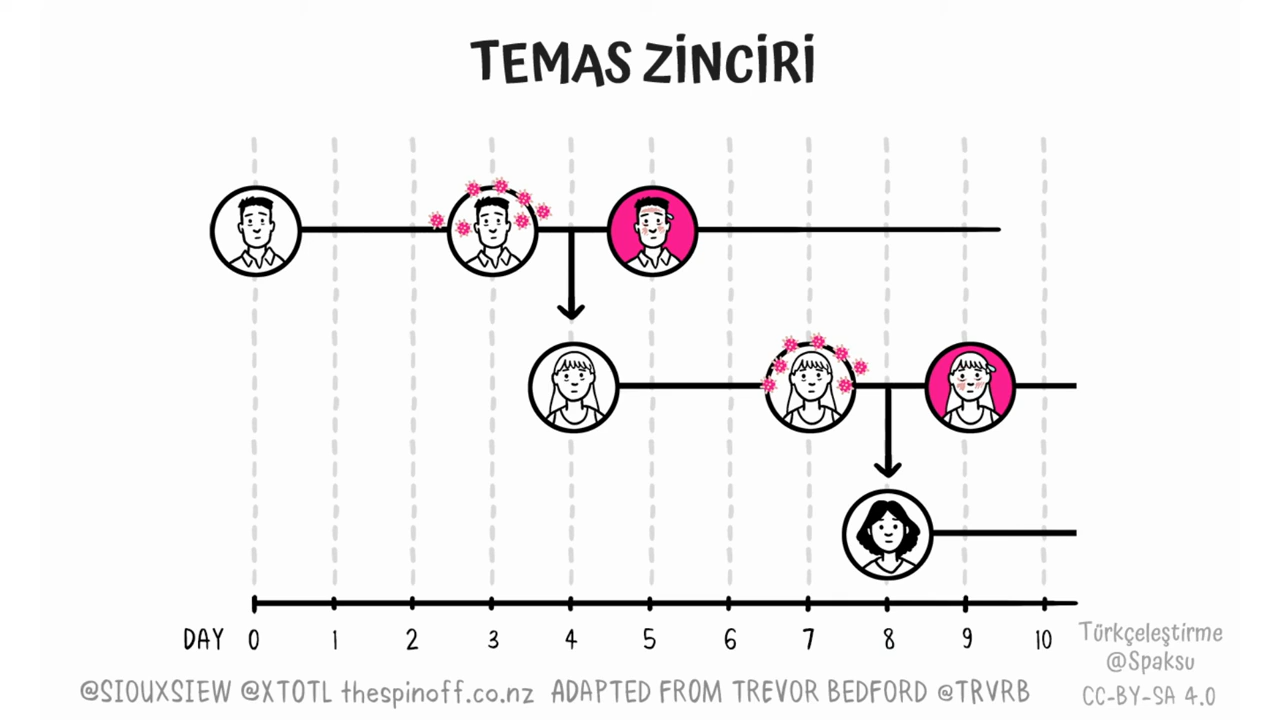 TEMAS ZİNCİRİ
DAY 0 1 2 3 4 5 6 7 8 9 10
Türkçeleştirme
@Spaksu
CC-BY-SA 4.0
@SIOUXSIEW @XTOTL thespinoff.co.nz ADAPTED FROM TREVOR BEDFORD @TRVRB